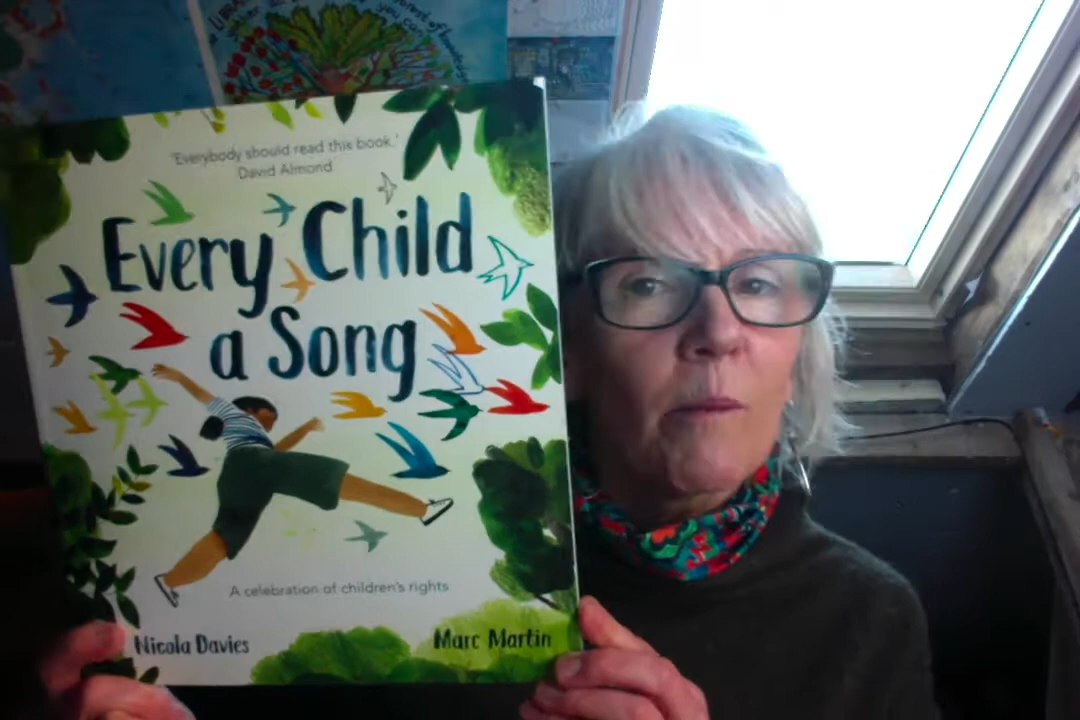 'Everybody should read this book.'
David Almond
Every Child
a Song
A celebration of children's rights
Nicola Davies
Marc Martin